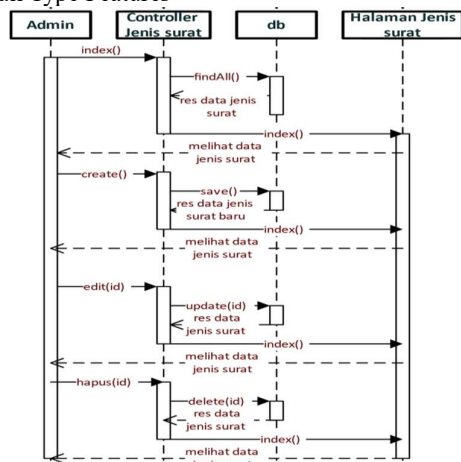 Type Features
Admin
Controller
Jenis surat
db
Halaman Jenis
surat
index()
findAll()
res data jenis
surat
index()
melihat data
jenis surat
create()
save()
res data jenis
surat baru
index()
melihat data
jenis surat
edit(id)
update(id)
res data
jenis surat
index()
melihat data
jenis surat
hapus(id)
delete(id)
res data
jenis surat
index()
melihat data